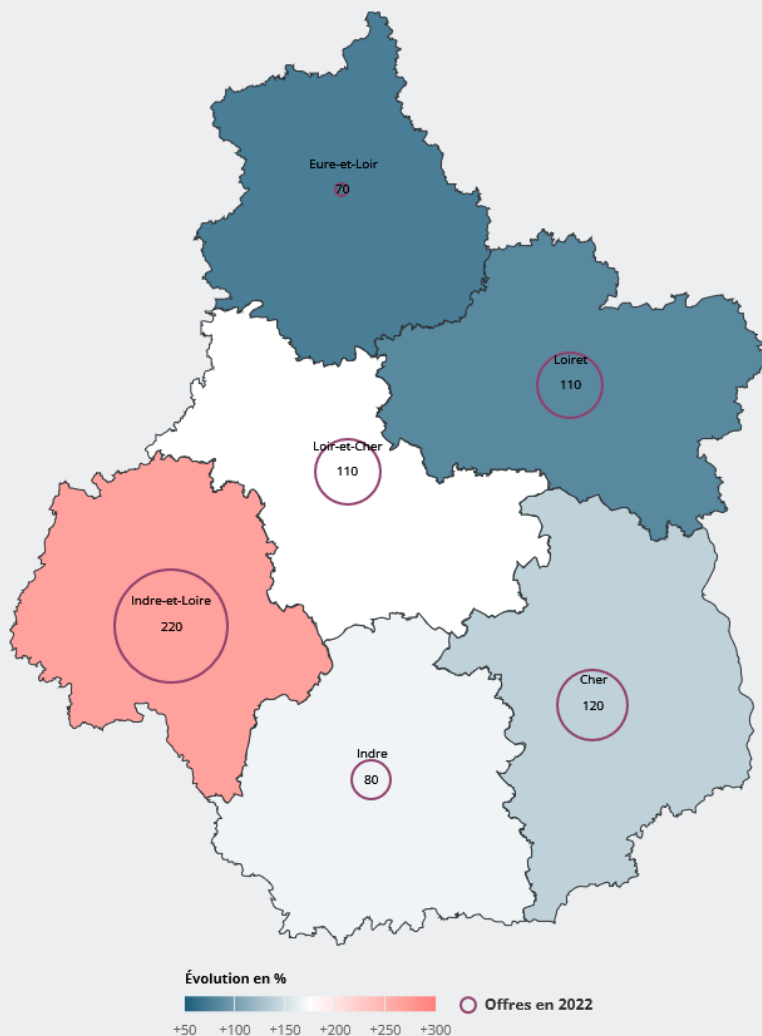 Eure-et-Loir
70
Loiret
110
Loir-et-Cher
110
Indre-et-Loire
220
Cher
120
Indre
80
Évolution en %
Offres en 2022
+50 +100 +150 +200 +250 +300